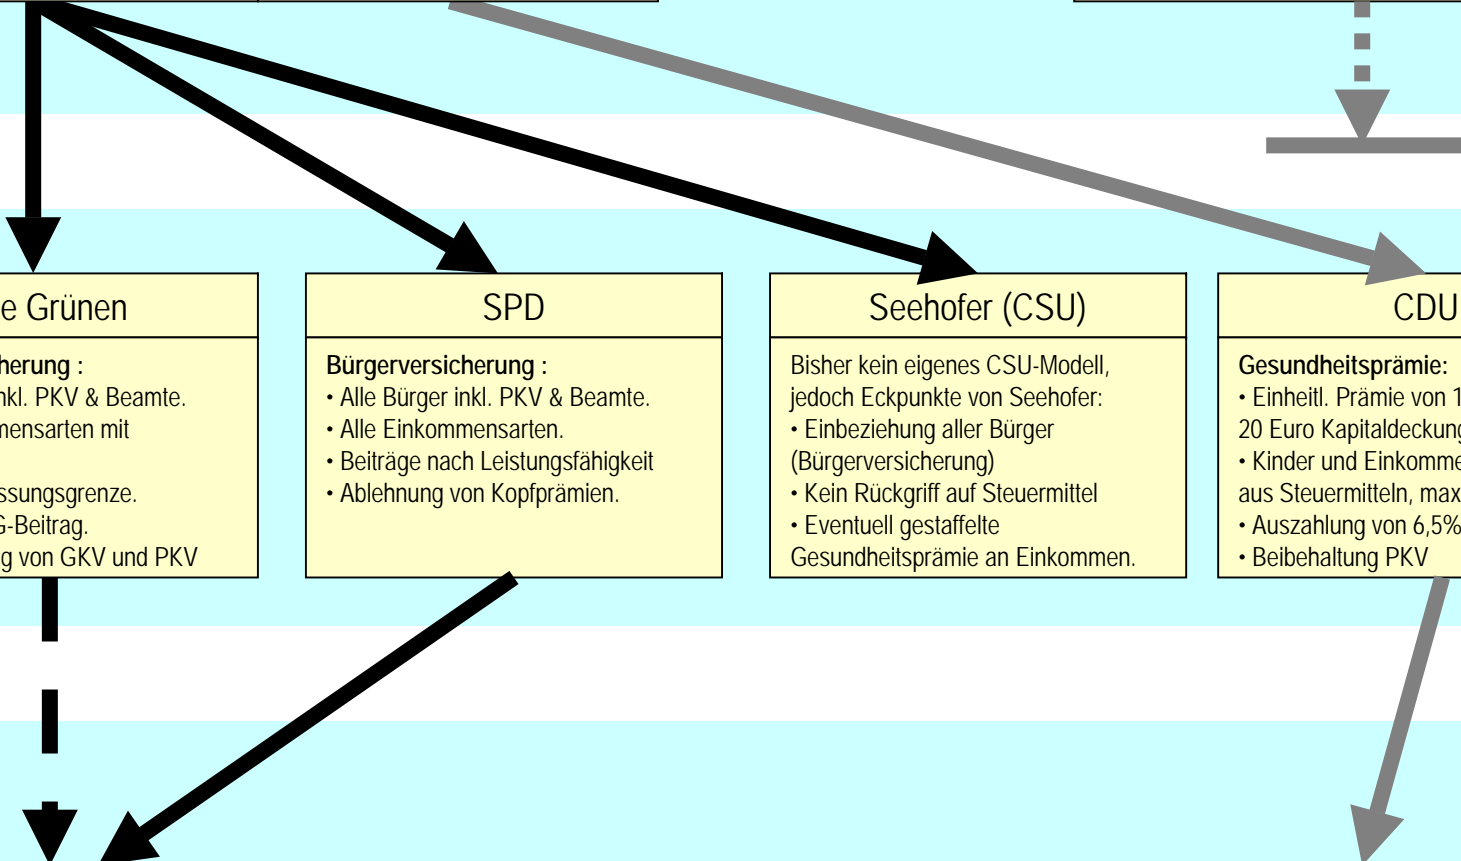 e Grünen
herung :
nkl. PKV & Beamte.
mensarten mit
ssungsgrenze.
G-Beitrag.
g von GKV und PKV
SPD
Bürgerversicherung :
• Alle Bürger inkl. PKV & Beamte.
• Alle Einkommensarten.
• Beiträge nach Leistungsfähigkeit
• Ablehnung von Kopfprämien.
Seehofer (CSU)
Bisher kein eigenes CSU-Modell,
jedoch Eckpunkte von Seehofer:
• Einbeziehung aller Bürger
(Bürgerversicherung)
• Kein Rückgriff auf Steuermittel
• Eventuell gestaffelte
Gesundheitsprämie an Einkommen.
CDU
Gesundheitsprämie:
• Einheitl. Prämie von 1
20 Euro Kapitaldeckung
• Kinder und Einkomme
aus Steuermitteln, max
• Auszahlung von 6,5%
• Beibehaltung PKV